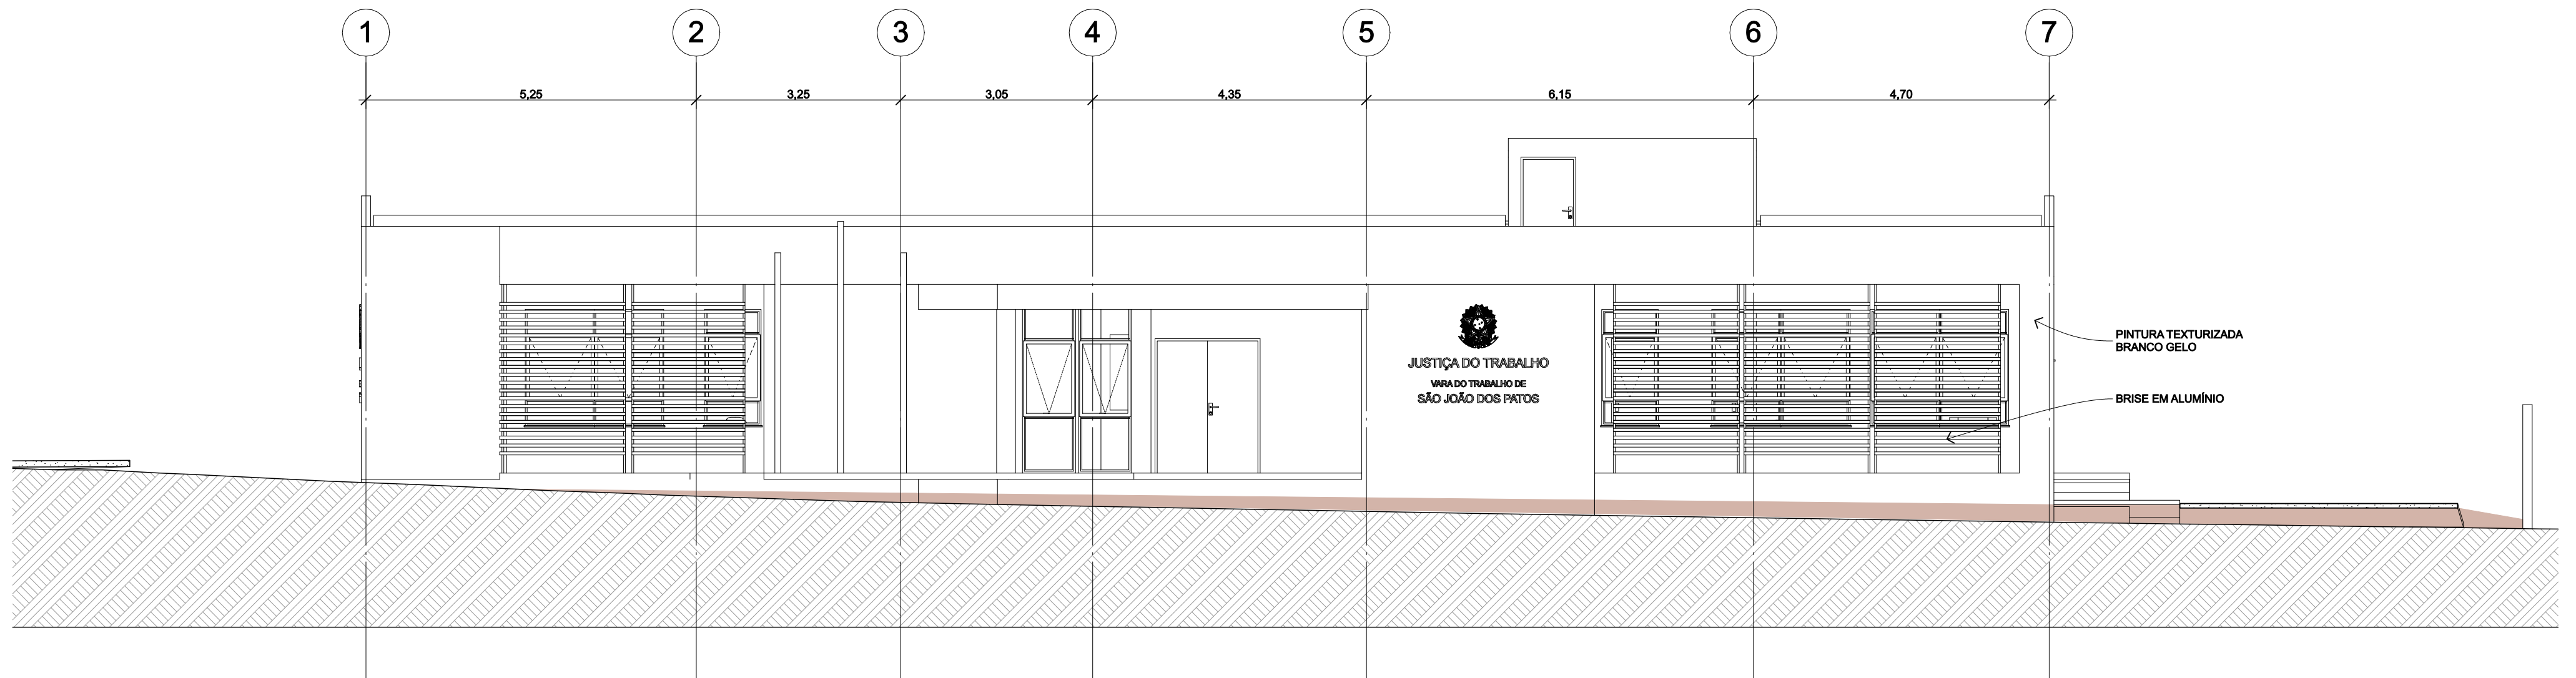 1 2 3 4 5 6 7
5,25 3,25 3,05 4,35 6,15 4,70
JUSTIÇA DO TRABALHO
VARA DO TRABALHO DE
SÃO JOÃO DOS PATOS
PINTURA TEXTURIZADA
BRANCO GELO
BRISE EM ALUMÍNIO